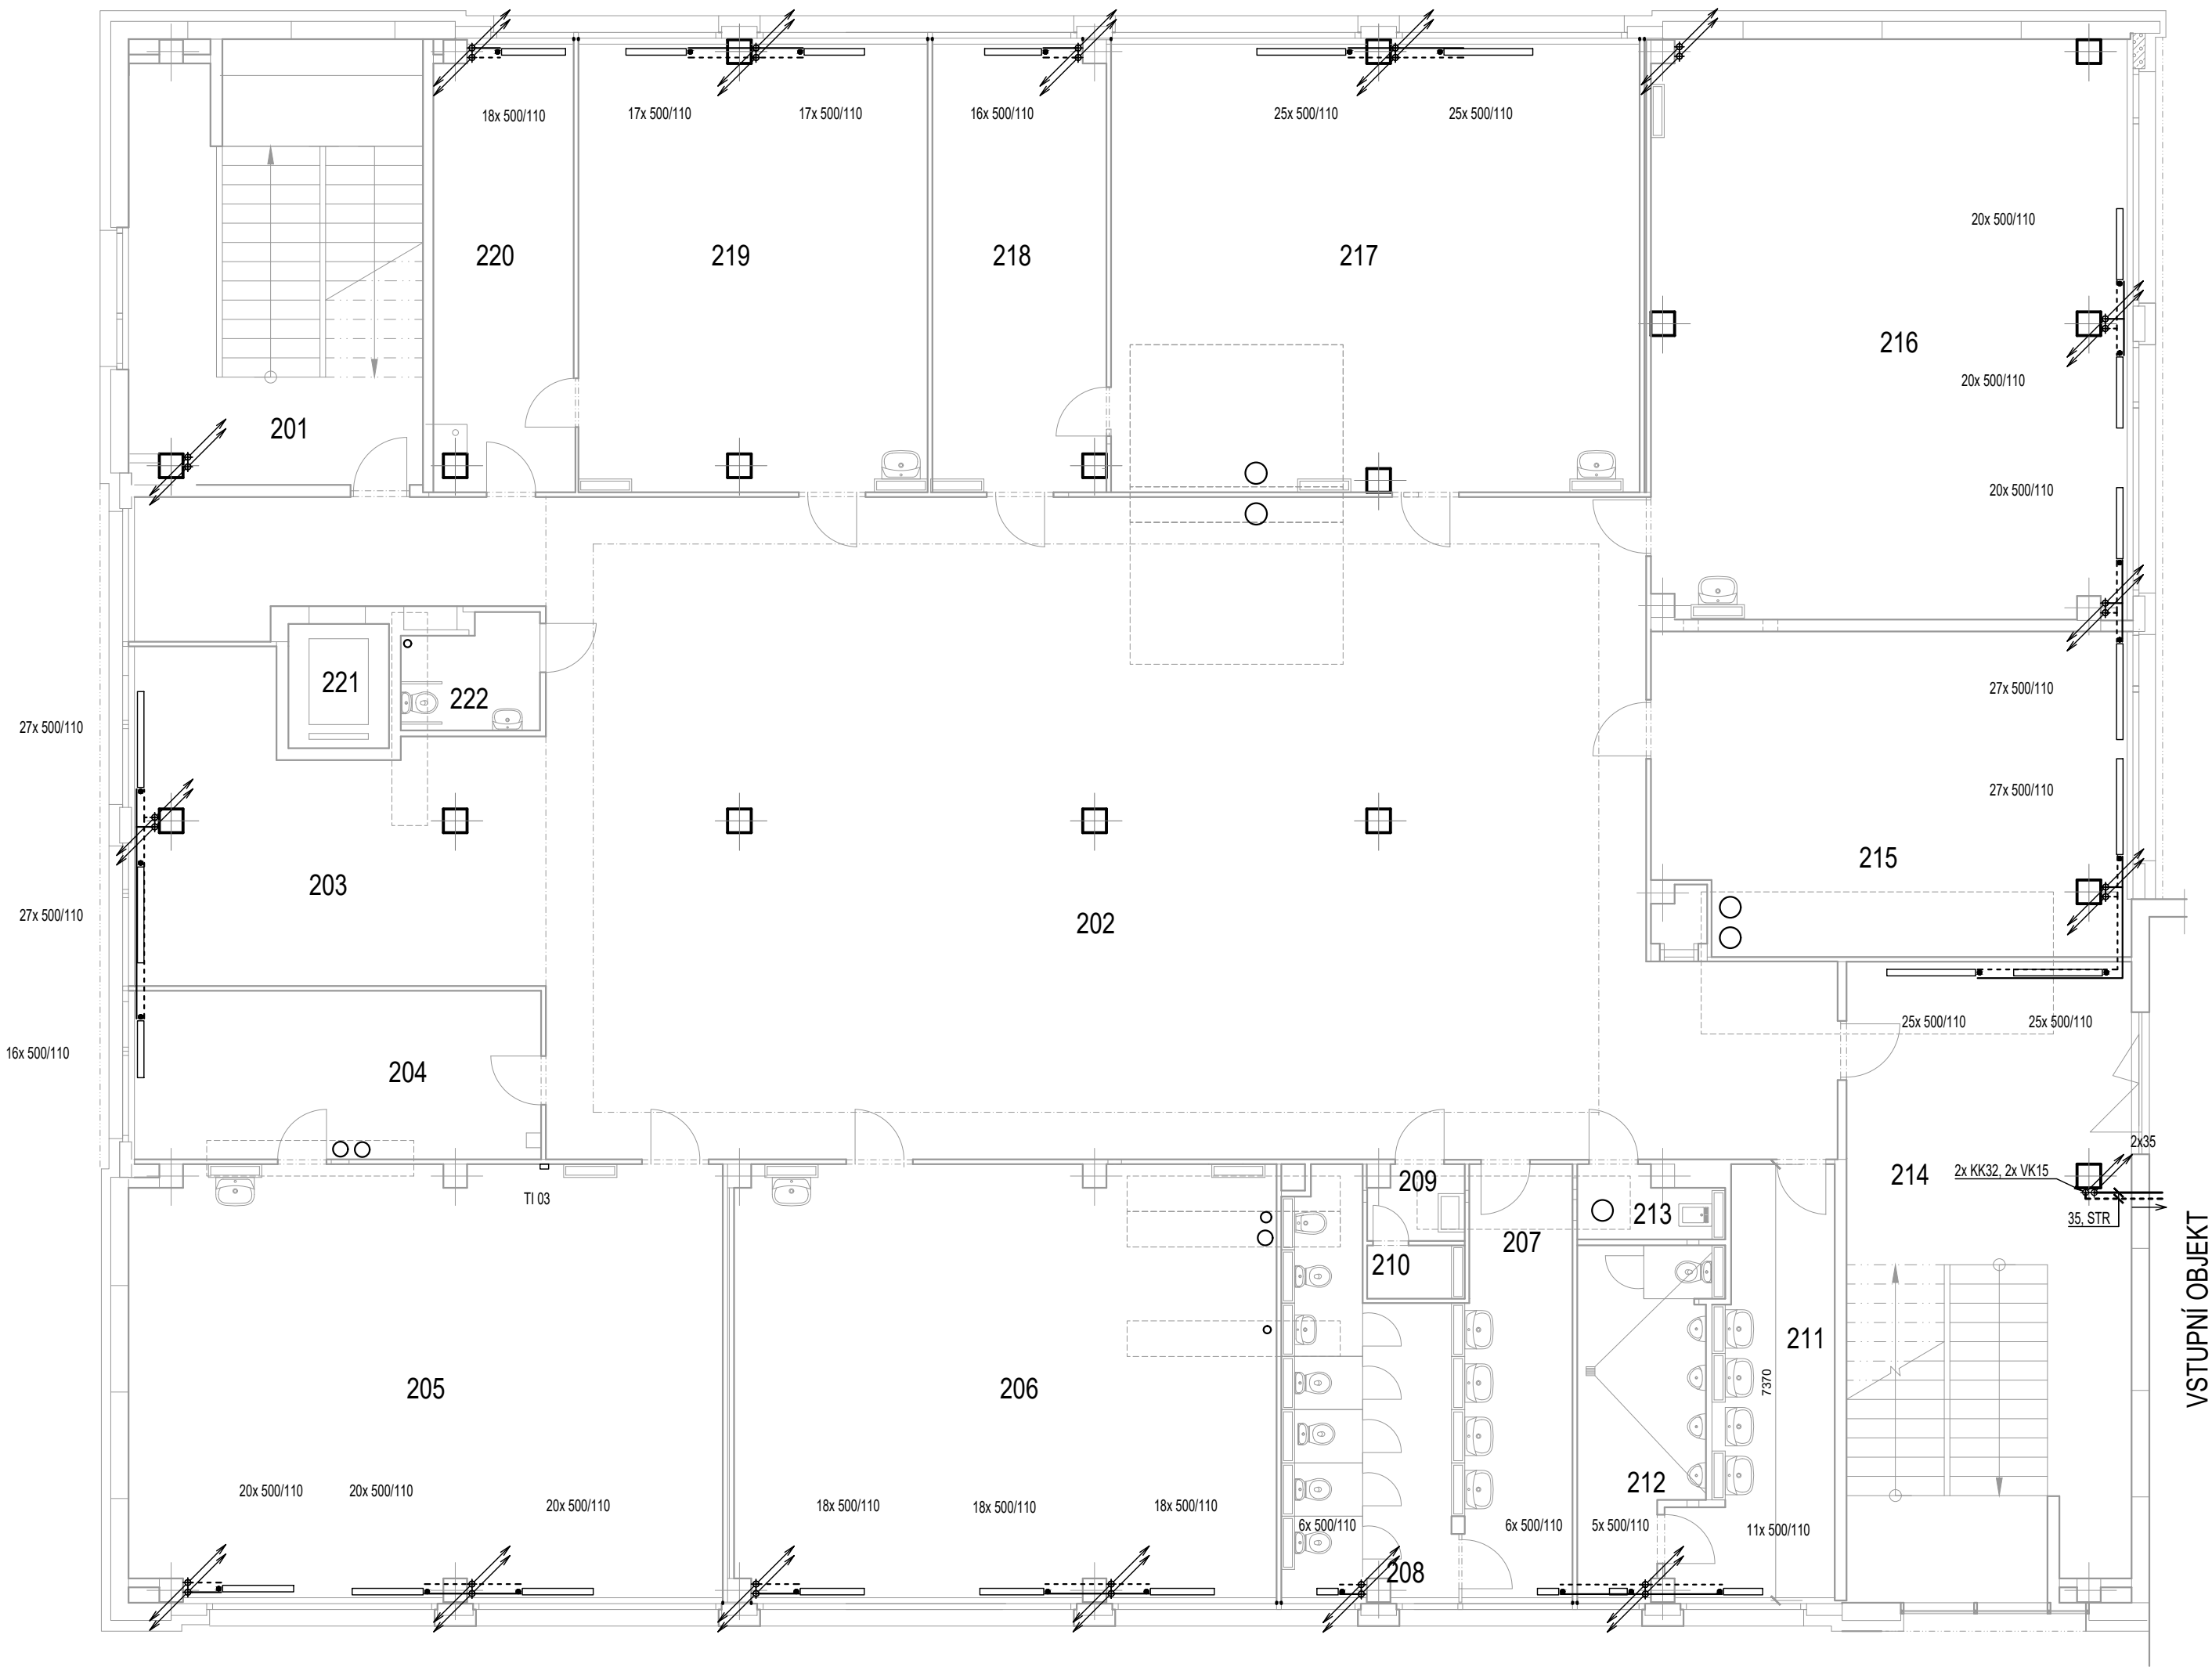 18x 500/110
17x 500/110
17x 500/110
16x 500/110
25x 500/110
25x 500/110
20x 500/110
220
219
218
217
216
20x 500/110
201
20x 500/110
221
222
27x 500/110
27x 500/110
27x 500/110
215
203
27x 500/110
202
25x 500/110
25x 500/110
16x 500/110
204
2x35
2x KK32, 2x VK15
214
209
TI 03
213
35, STR
207
210
VSTUPNÍ OBJEKT
211
205
206
7370
212
20x 500/110
20x 500/110
20x 500/110
18x 500/110
18x 500/110
18x 500/110
6x 500/110
6x 500/110
5x 500/110
11x 500/110
208